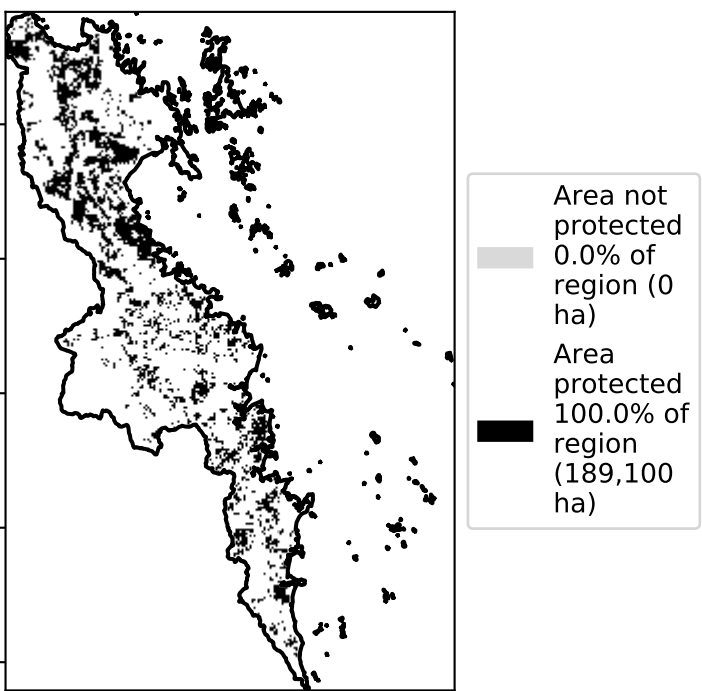 Area not
protected
0.0% of
region (0
ha)
Area
protected
100.0% of
region
(189,100
ha)